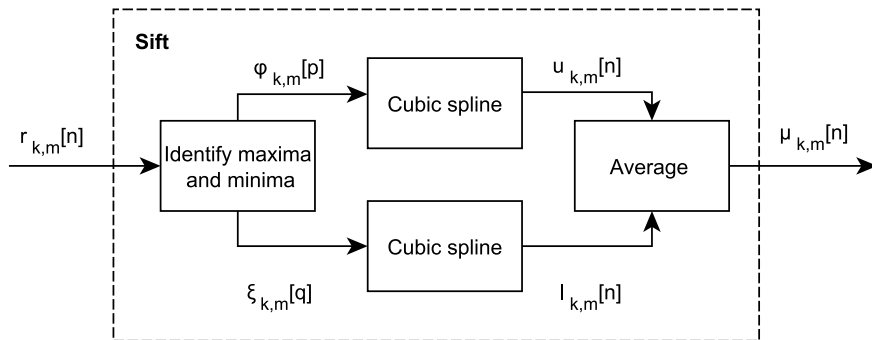 Sift
φ k,m[p]
u k,m[n]
Cubic spline
r k,m[n]
Identify maxima
and minima
Average
μ k,m[n]
Cubic spline
ξ k,m[q]
l k,m[n]